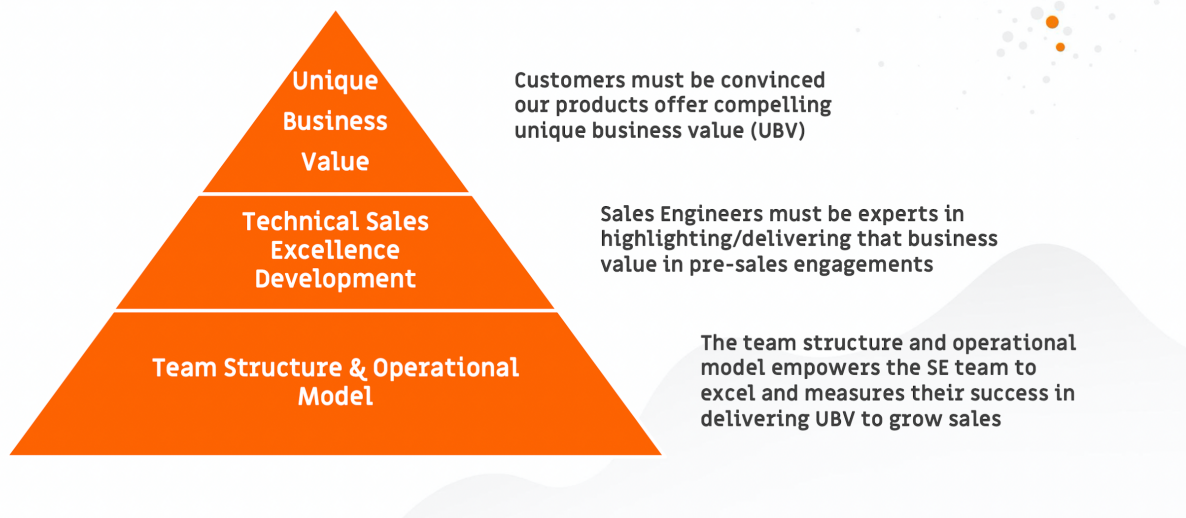 Unique
Business
Value
Customers must be convinced
our products offer compelling
unique business value (UBV)
Technical Sales
Excellence
Development
Sales Engineers must be experts in
highlighting/delivering that business
value in pre-sales engagements
Team Structure & Operational
Model
The team structure and operational
model empowers the SE team to
excel and measures their success in
delivering UBV to grow sales